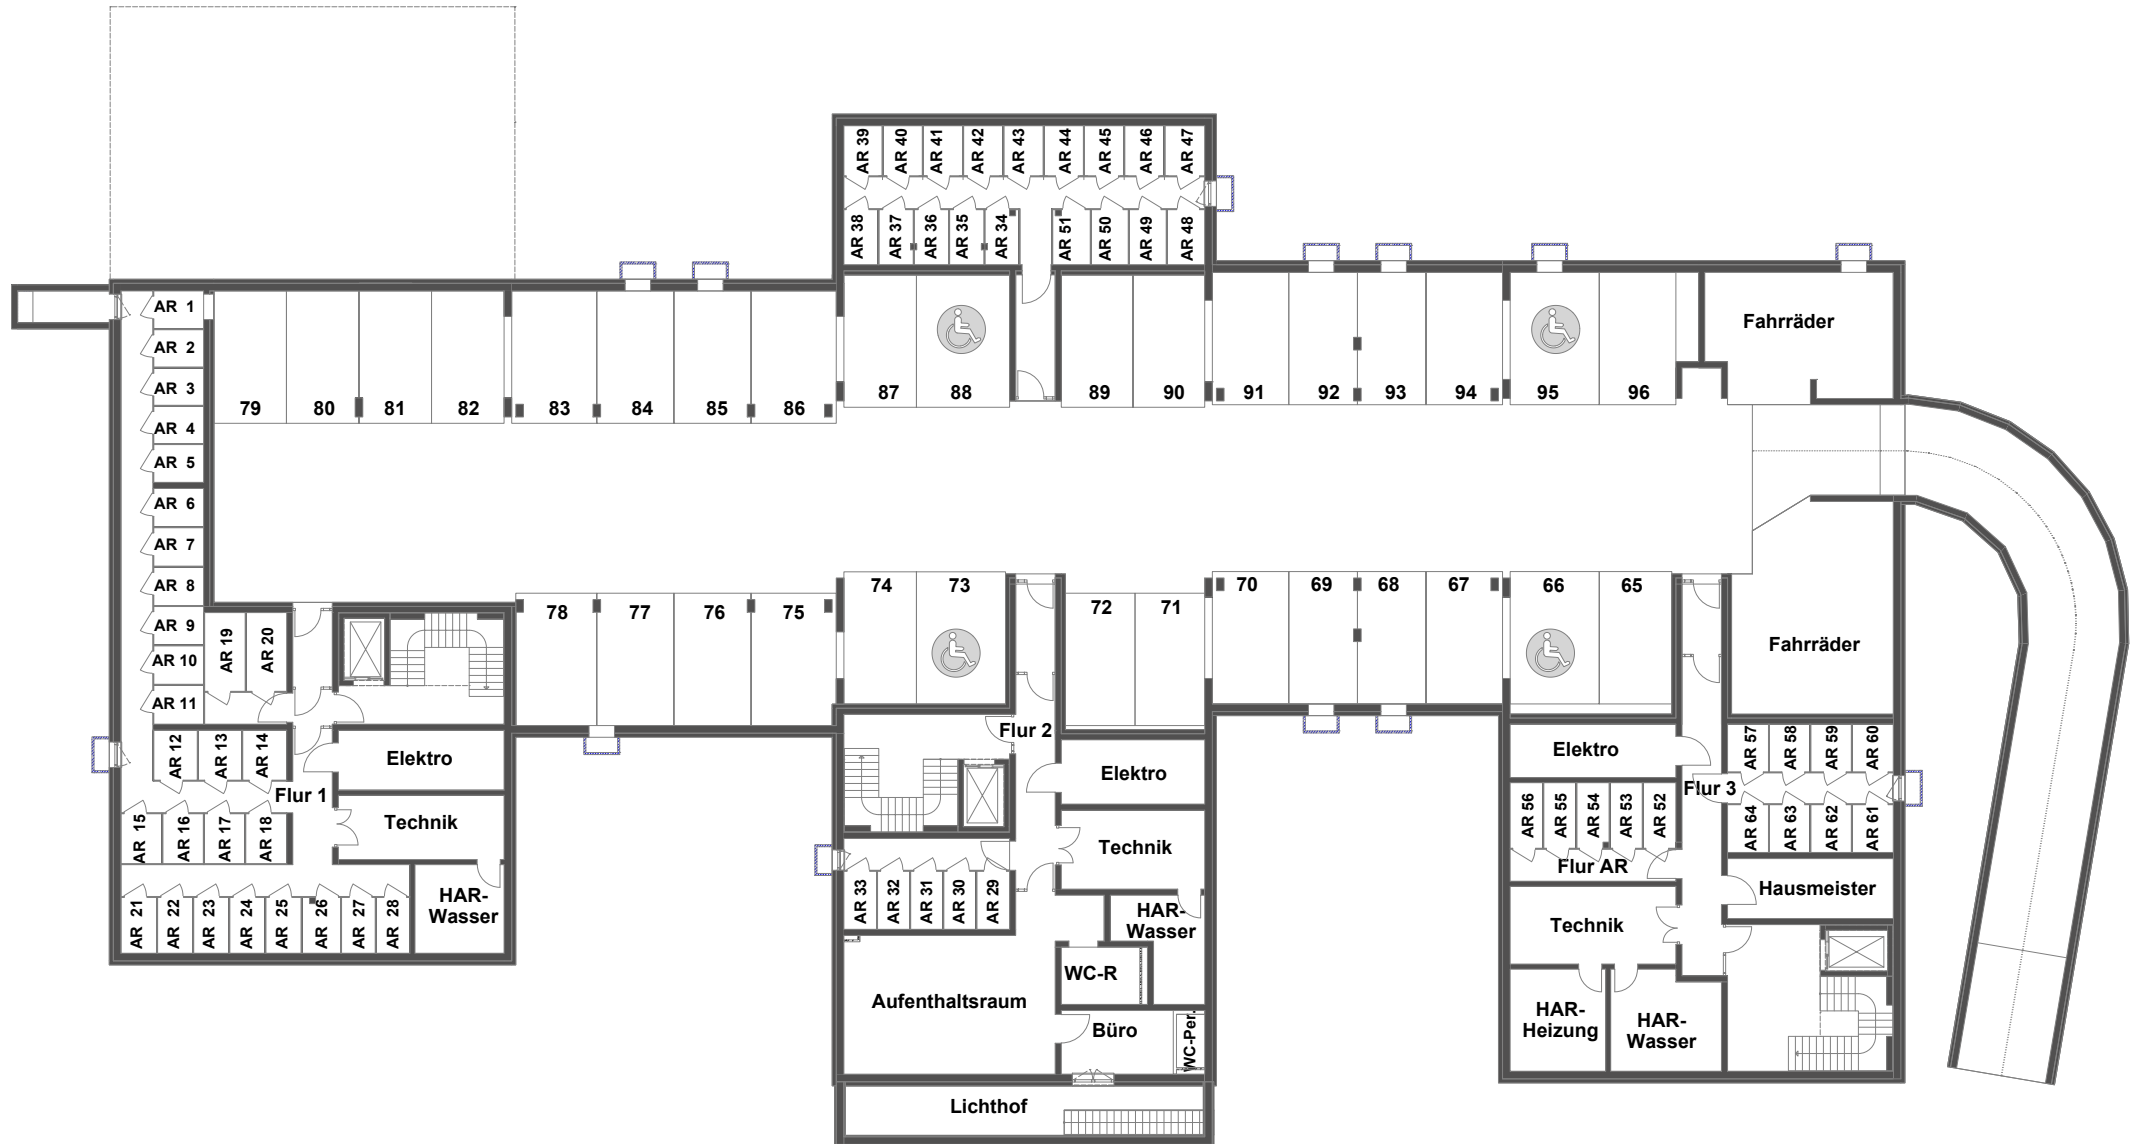 AR 39
AR 40
AR 41
AR 42
AR 43
AR 44
AR 45
AR 46
AR 47
AR 38
AR 37
AR 36
AR 35
AR 34
AR 51
AR 50
AR 49
AR 48
AR 1
AR 2
AR 3
AR 4
AR 5
AR 6
AR 7
AR 8
AR 9
AR 10
AR 11
79
80
81
82
83
84
85
86
87
88
89
90
91
92
93
94
95
96
Fahrräder
78
77
76
75
74
73
72
71
70
69
68
67
66
65
Fahrräder
AR 19
AR 20
AR 12
AR 13
AR 14
Flur 1
AR 15
AR 16
AR 17
AR 18
AR 21
AR 22
AR 23
AR 24
AR 25
AR 26
AR 27
AR 28
Elektro
Technik
HAR-
Wasser
Flur 2
Elektro
Technik
AR 33
AR 32
AR 31
AR 30
AR 29
HAR-
Wasser
WC-R
Aufenthaltsraum
Büro
WC-Per.
Lichthof
Elektro
Flur 3
AR 57
AR 58
AR 59
AR 60
AR 56
AR 55
AR 54
AR 53
AR 52
AR 64
AR 63
AR 62
AR 61
Flur AR
Hausmeister
Technik
HAR-
Heizung
HAR-
Wasser